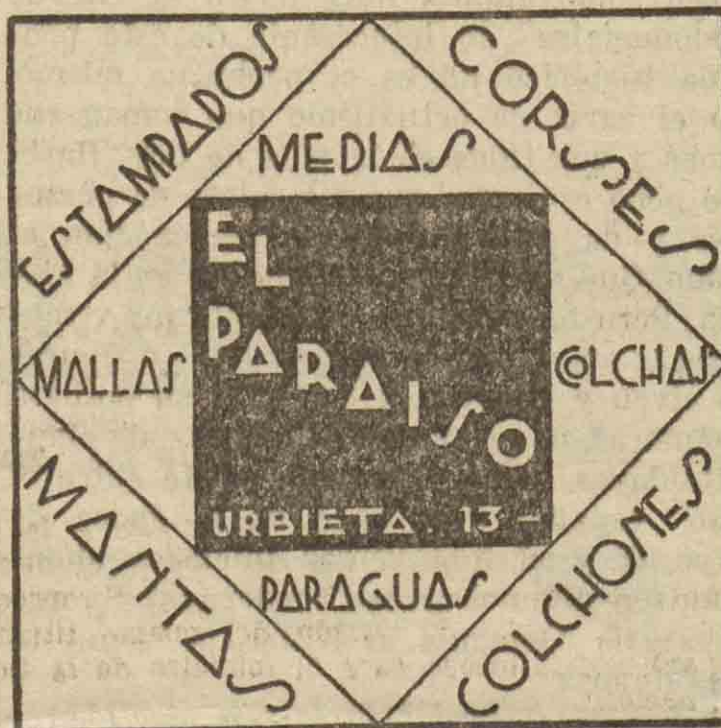 ESTAMPADOS
CORSES
MEDIAS
EL
PARAISO
MALLAS
COLCHAS
URBIETA 13 -
PARAGUAS
MANTAS
COLCHONES